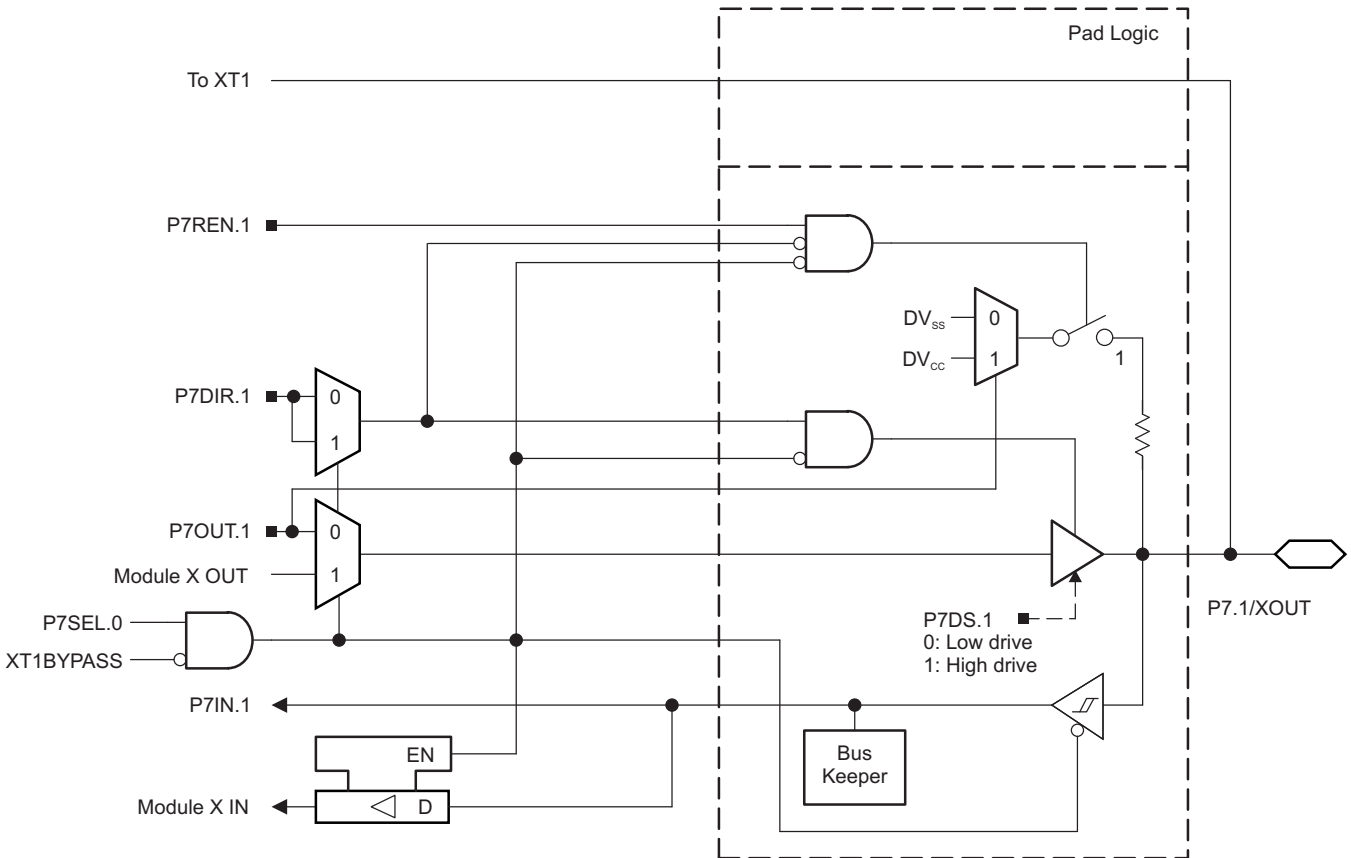 Pad Logic
To XT1
P7REN.1
DVSS
0
DVCC
1
1
P7DIR.1
0
1
P7OUT.1
0
Module X OUT
1
P7SEL.0
XT1BYPASS
P7DS.1
0: Low drive
1: High drive
P7.1/XOUT
P7IN.1
EN
Bus
Keeper
Module X IN
D